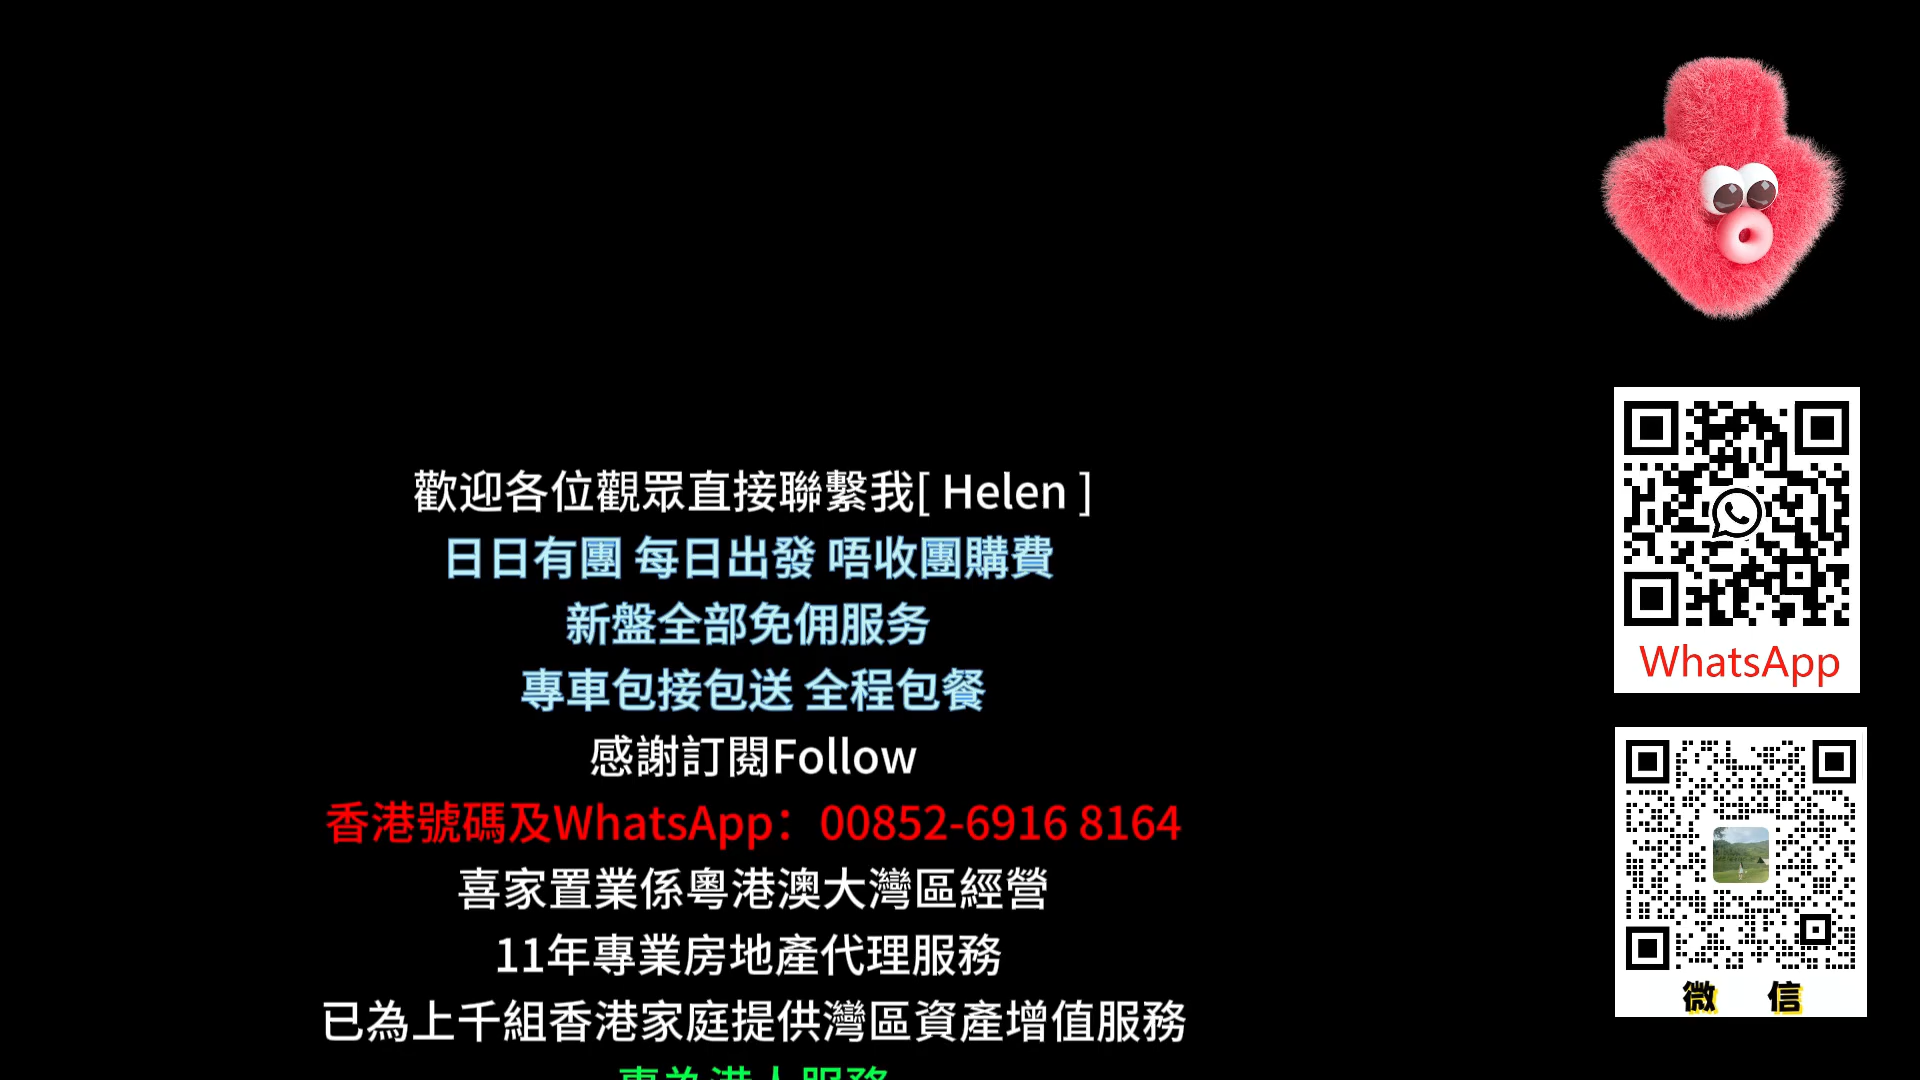 歡迎各位觀眾直接聯繫我[ Helen ]
日日有團 每日出發 唔收團購費
新盤全部免佣服务
專車包接包送 全程包餐
感謝訂閱Follow
香港號碼及WhatsApp：00852-6916 8164
喜家置業係粵港澳大灣區經營
11年專業房地產代理服務
已為上千組香港家庭提供灣區資產增值服務
專為港人服務
WhatsApp
微 信